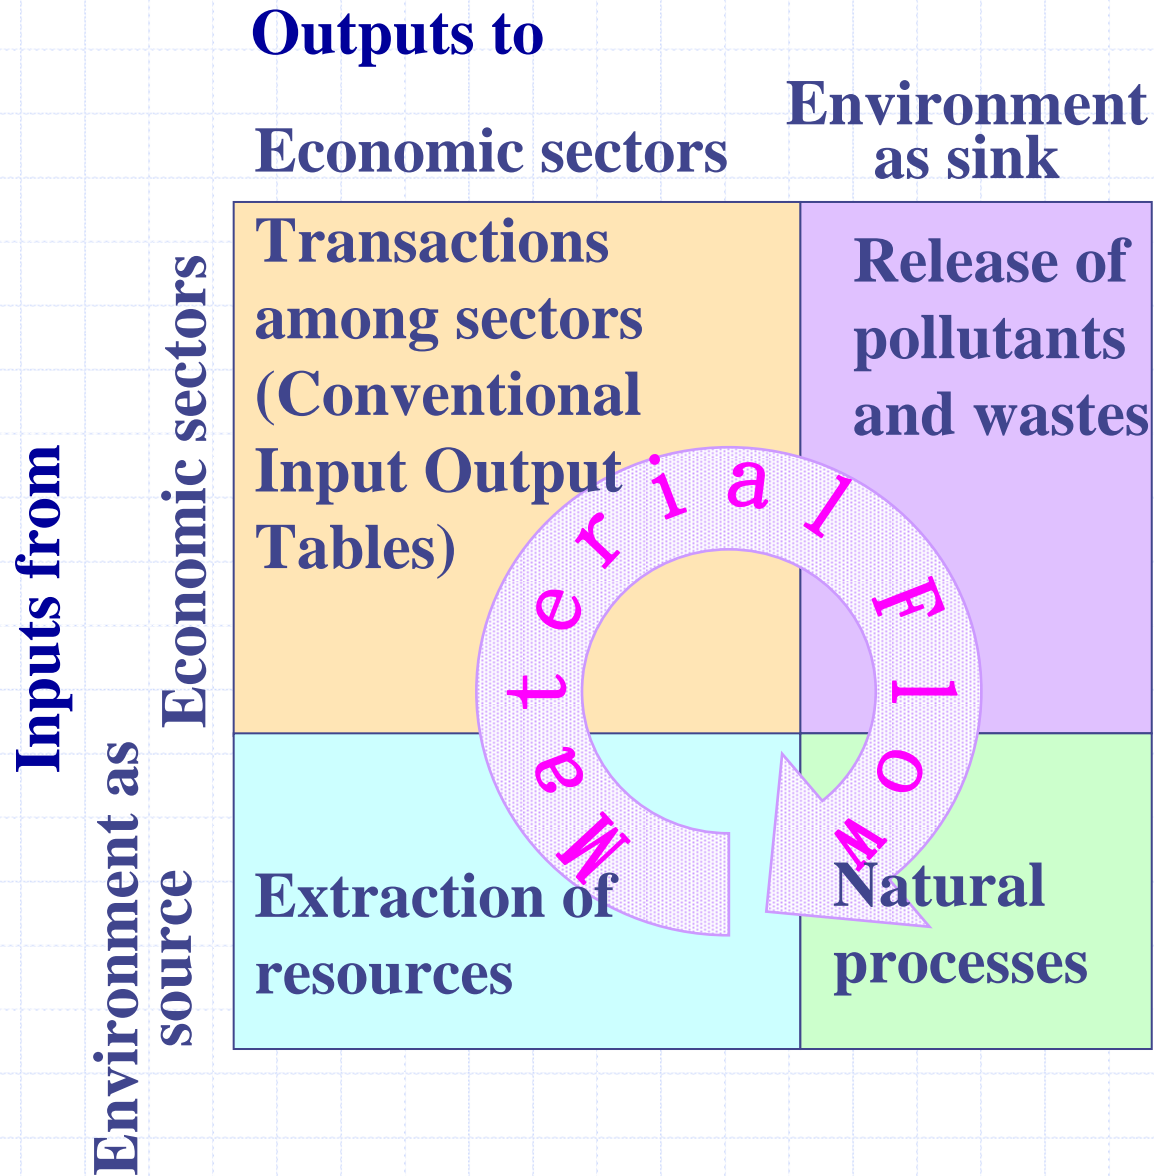 Outputs to
Economic sectors
Environment
as sink
Inputs from
Economic sectors
Environment as
source
Transactions
among sectors
(Conventional
Input Output
Tables)
Release of
pollutants
and wastes
Material Flow
Extraction of
resources
Natural
processes